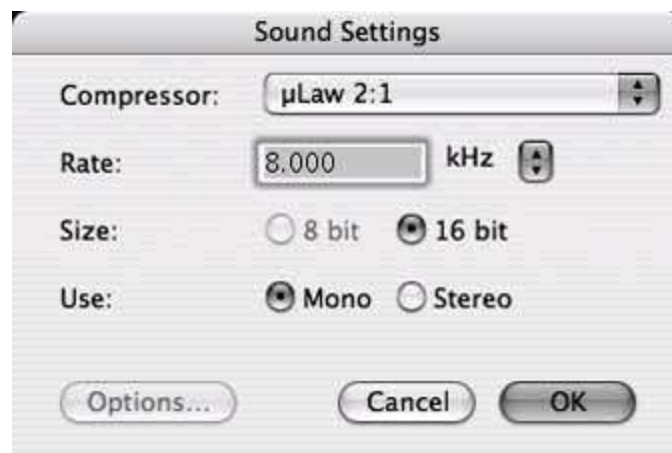 Sound Settings
Compressor: µLaw 2:1
Rate: 8.000 kHz
Size: 8 bit 16 bit
Use: Mono Stereo
Options... Cancel OK